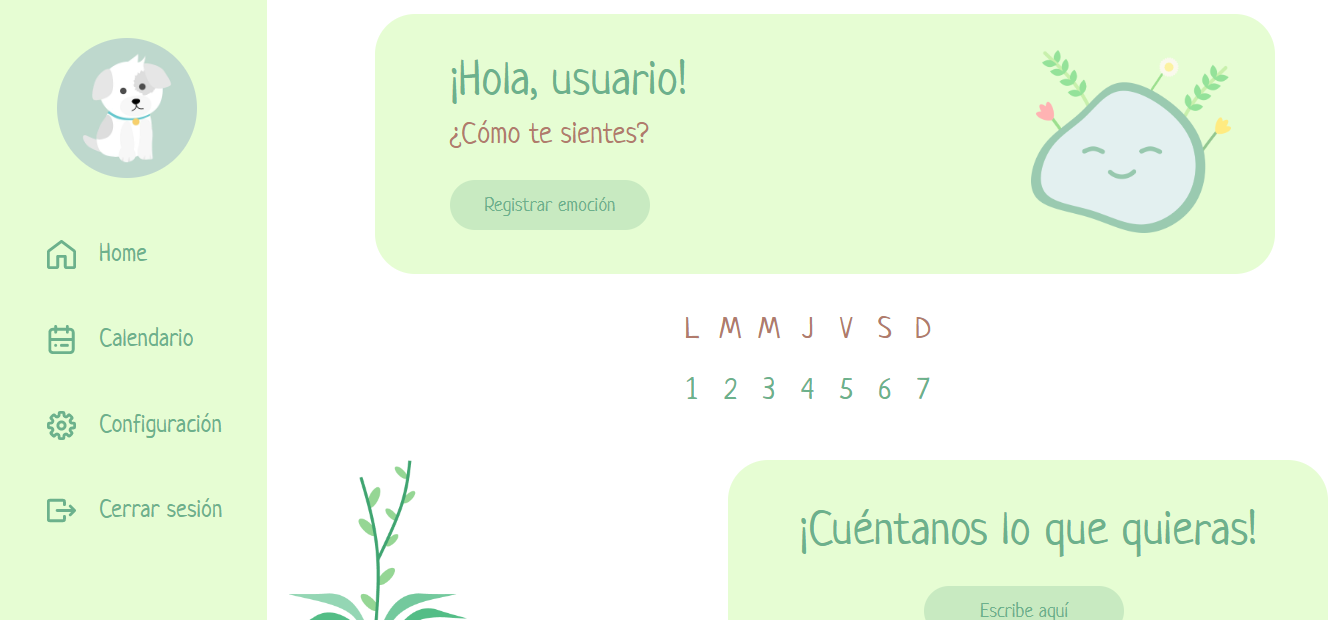 Home
Calendario
Configuración
Cerrar sesión
¡Hola, usuario!
¿Cómo te sientes?
Registrar emoción
L M M J V S D
1 2 3 4 5 6 7
¡Cuéntanos lo que quieras!
Escribe aquí